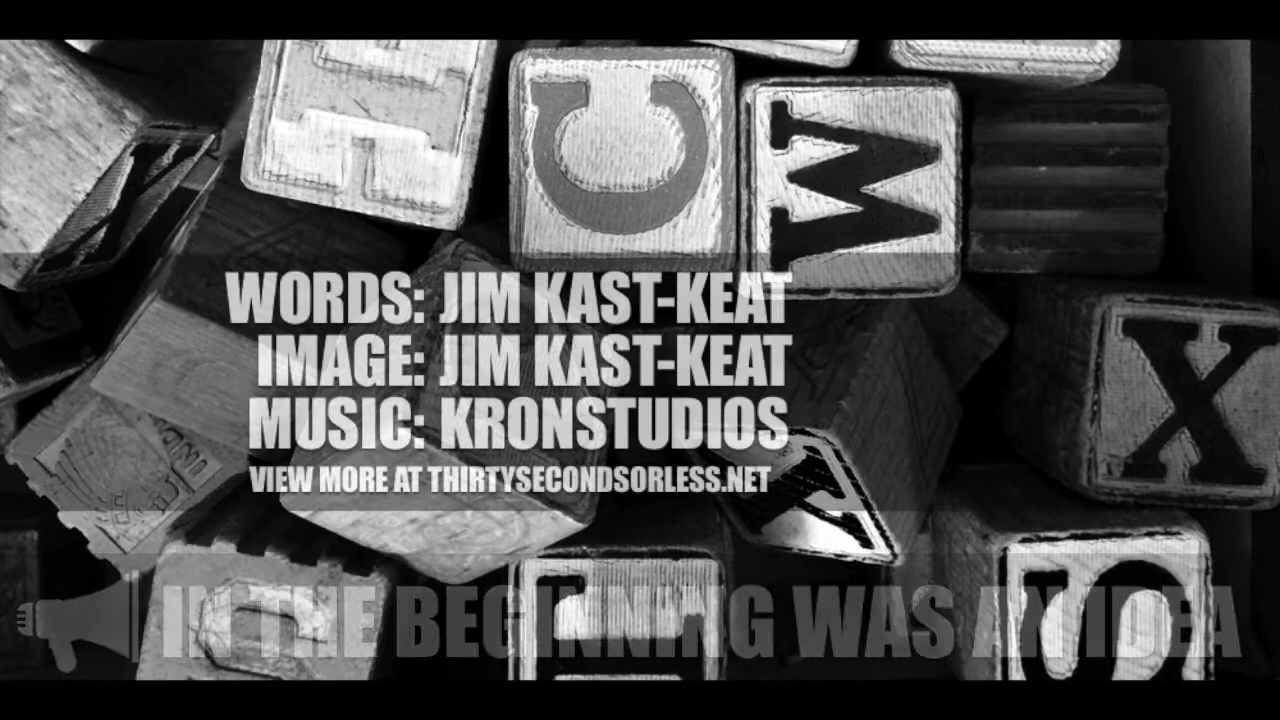 C
M
X
WORDS: JIM KAST-KEAT
IMAGE: JIM KAST-KEAT
MUSIC: KRONSTUDIOS
VIEW MORE AT THIRTYSECONDSORLESS.NET
IN THE BEGINNING WAS AN IDEA
S